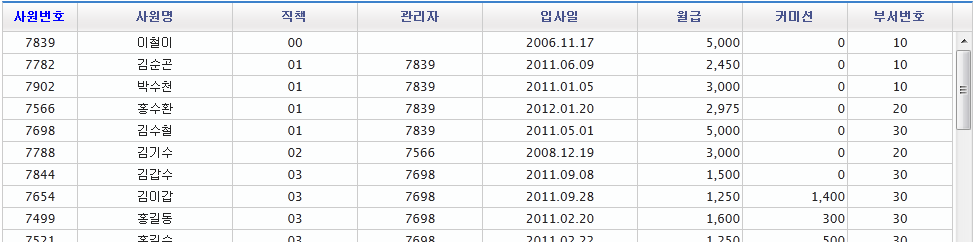 사원번호 사원명 직책 관리자 입사일 월급 커미션 부서번호
7839 이철이 00 2006.11.17 5,000 0 10
7782 김순곤 01 7839 2011.06.09 2,450 0 10
7902 박수천 01 7839 2011.01.05 3,000 0 10
7566 홍수환 01 7839 2012.01.20 2,975 0 20
7698 김수철 01 7839 2011.05.01 5,000 0 30
7788 김기수 02 7566 2008.12.19 3,000 0 20
7844 김갑수 03 7698 2011.09.08 1,500 0 30
7654 김이갑 03 7698 2011.09.28 1,250 1,400 30
7499 홍길동 03 7698 2011.02.20 1,600 300 30
7521 홍길수 03 7698 2011.02.22 1,250 500 30